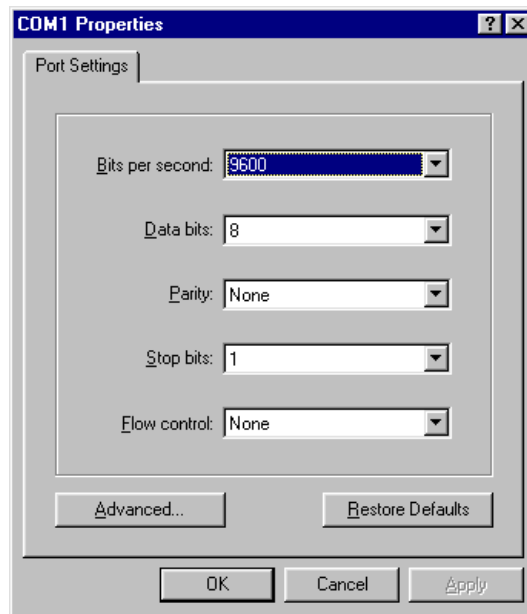 COM1 Properties
Port Settings
Bits per second: 9600
Data bits: 8
Parity: None
Stop bits: 1
Flow control: None
Advanced...
Restore Defaults
OK
Cancel
Apply